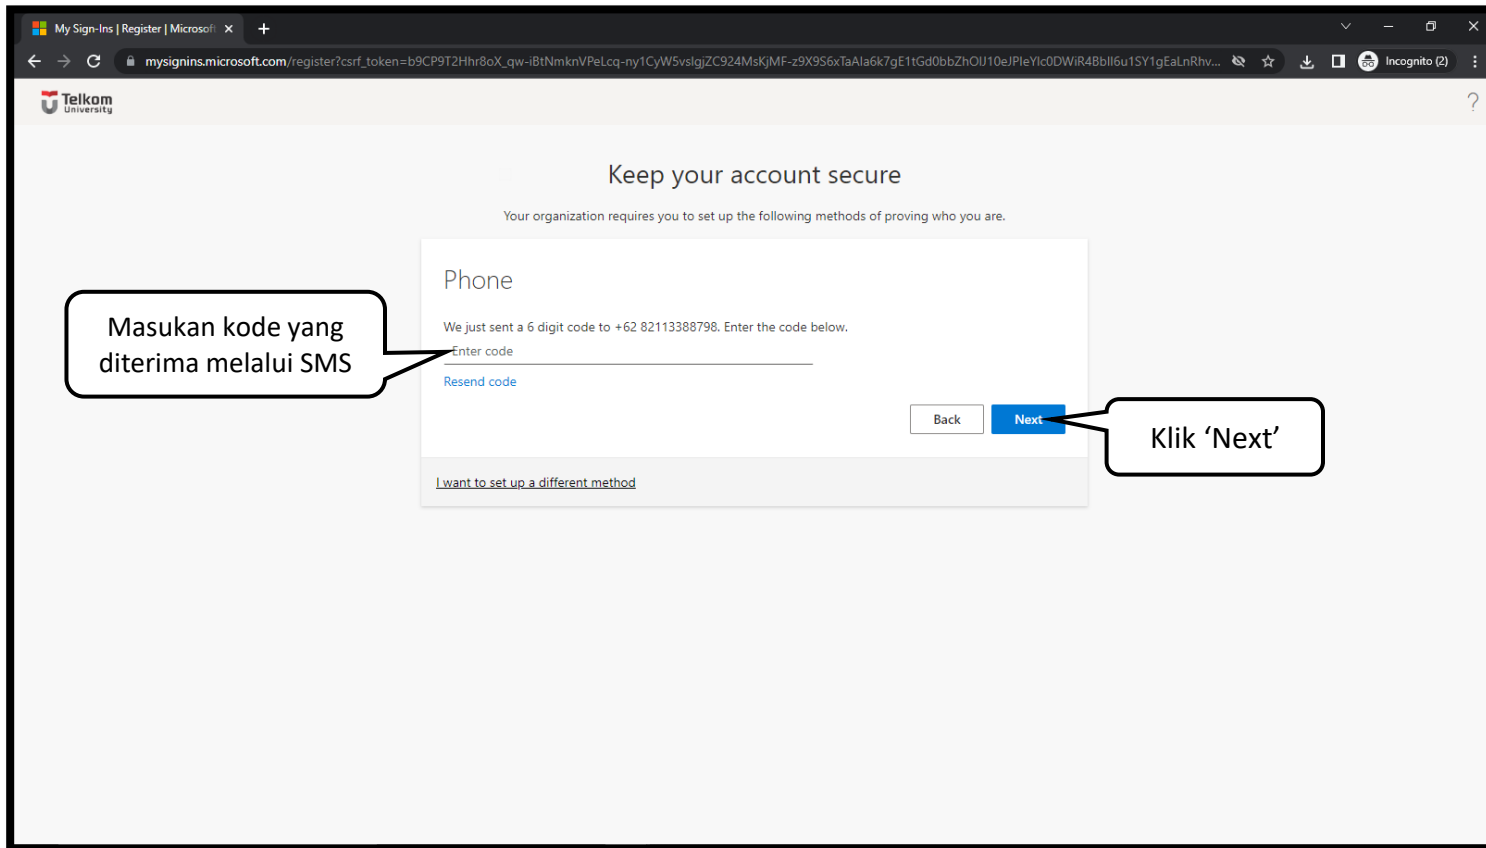 My Sign-Ins | Register | Microsoft
mysignins.microsoft.com/register?csrf_token=b9CP9T2Hhr8oX_qw-iBtNmknVPeLcq-ny1CyW5vslgjZC924MsKjMF-z9X9S6xTaAla6k7gE1tGd0bbZhOIJ10eJPIeYlc0DWiR4BbII6u1SY1gEaLnRhv...
Incognito (2)
Telkom
University
?
Keep your account secure
Your organization requires you to set up the following methods of proving who you are.
Phone
We just sent a 6 digit code to +62 82113388798. Enter the code below.
Enter code
Resend code
Back
Next
I want to set up a different method
Masukan kode yang
diterima melalui SMS
Klik ‘Next’